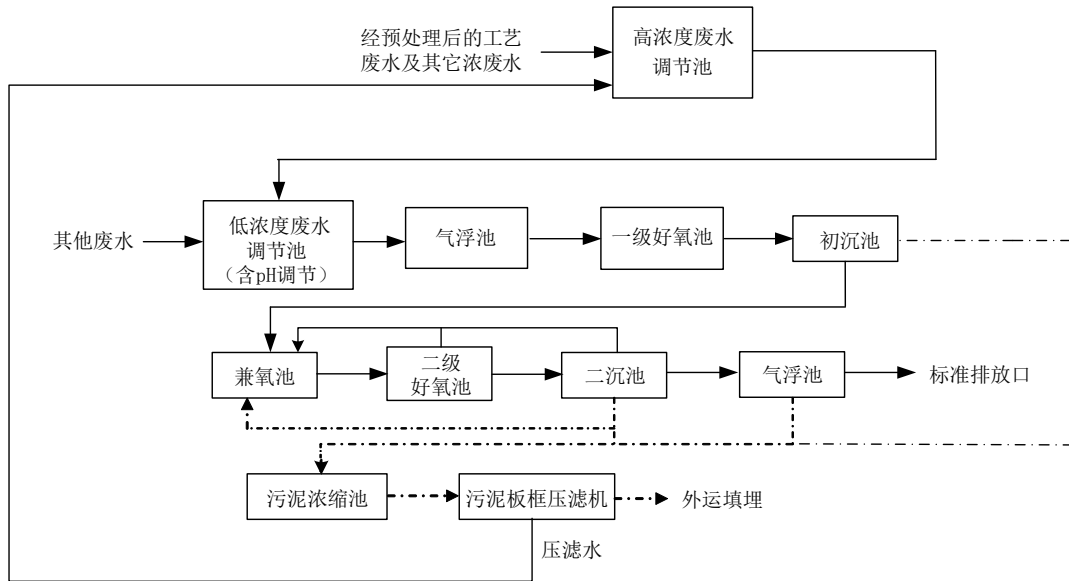 经预处理后的工艺
废水及其它浓废水
高浓度废水
调节池
其他废水
低浓度废水
调节池
（含pH调节）
气浮池
一级好氧池
初沉池
兼氧池
二级
好氧池
二沉池
气浮池
标准排放口
污泥浓缩池
污泥板框压滤机
外运填埋
压滤水